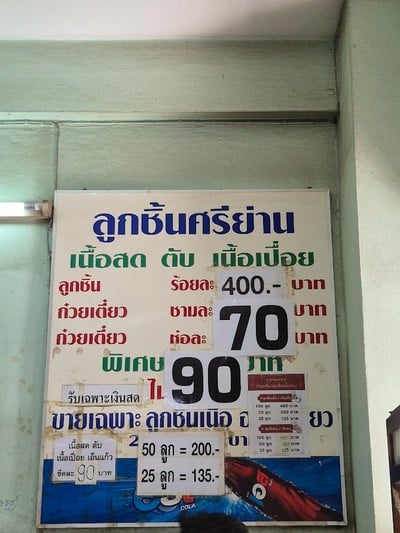 ลูกชิ้นศรีย่าน
เนื้อสด ตับ เนื้อเปื่อย
ลูกชิ้น ร้อยละ 400.- บาท
ก๋วยเตี๋ยว ชามละ 70 บาท
ก๋วยเตี๋ยว ห่อละ บาท
พิเศษ 90 บาท
รับเฉพาะเงินสด
ขายเฉพาะ ลูกชิ้นเนื้อ
เนื้อสด ตับ
เนื้อเปื่อย เอ็นแก้ว
ขีดละ 90 บาท
50 ลูก = 200.-
25 ลูก = 135.-
COLA